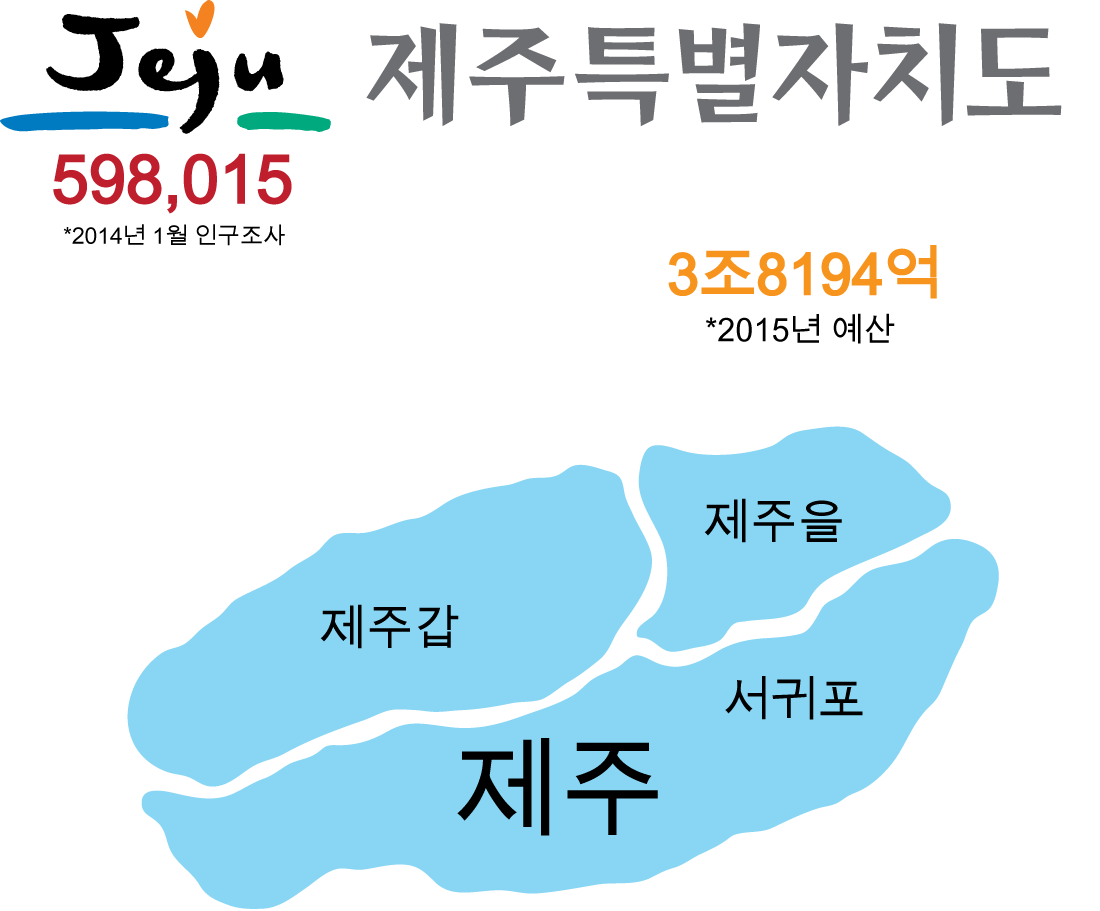 Jeju 제주특별자치도
598,015
*2014년 1월 인구조사
3조8194억
*2015년 예산
제주을
제주갑
서귀포
제주